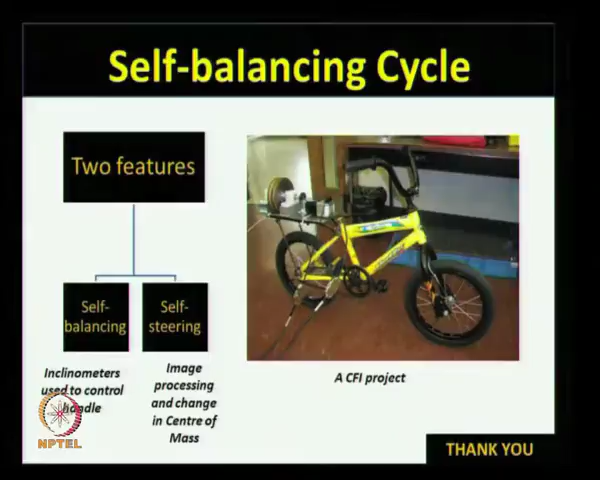 Self-balancing Cycle
Two features
Self-
balancing
Self-
steering
Inclinometers
used to control
handle
Image
processing
and change
in Centre of
Mass
A CFI project
NPTEL
THANK YOU